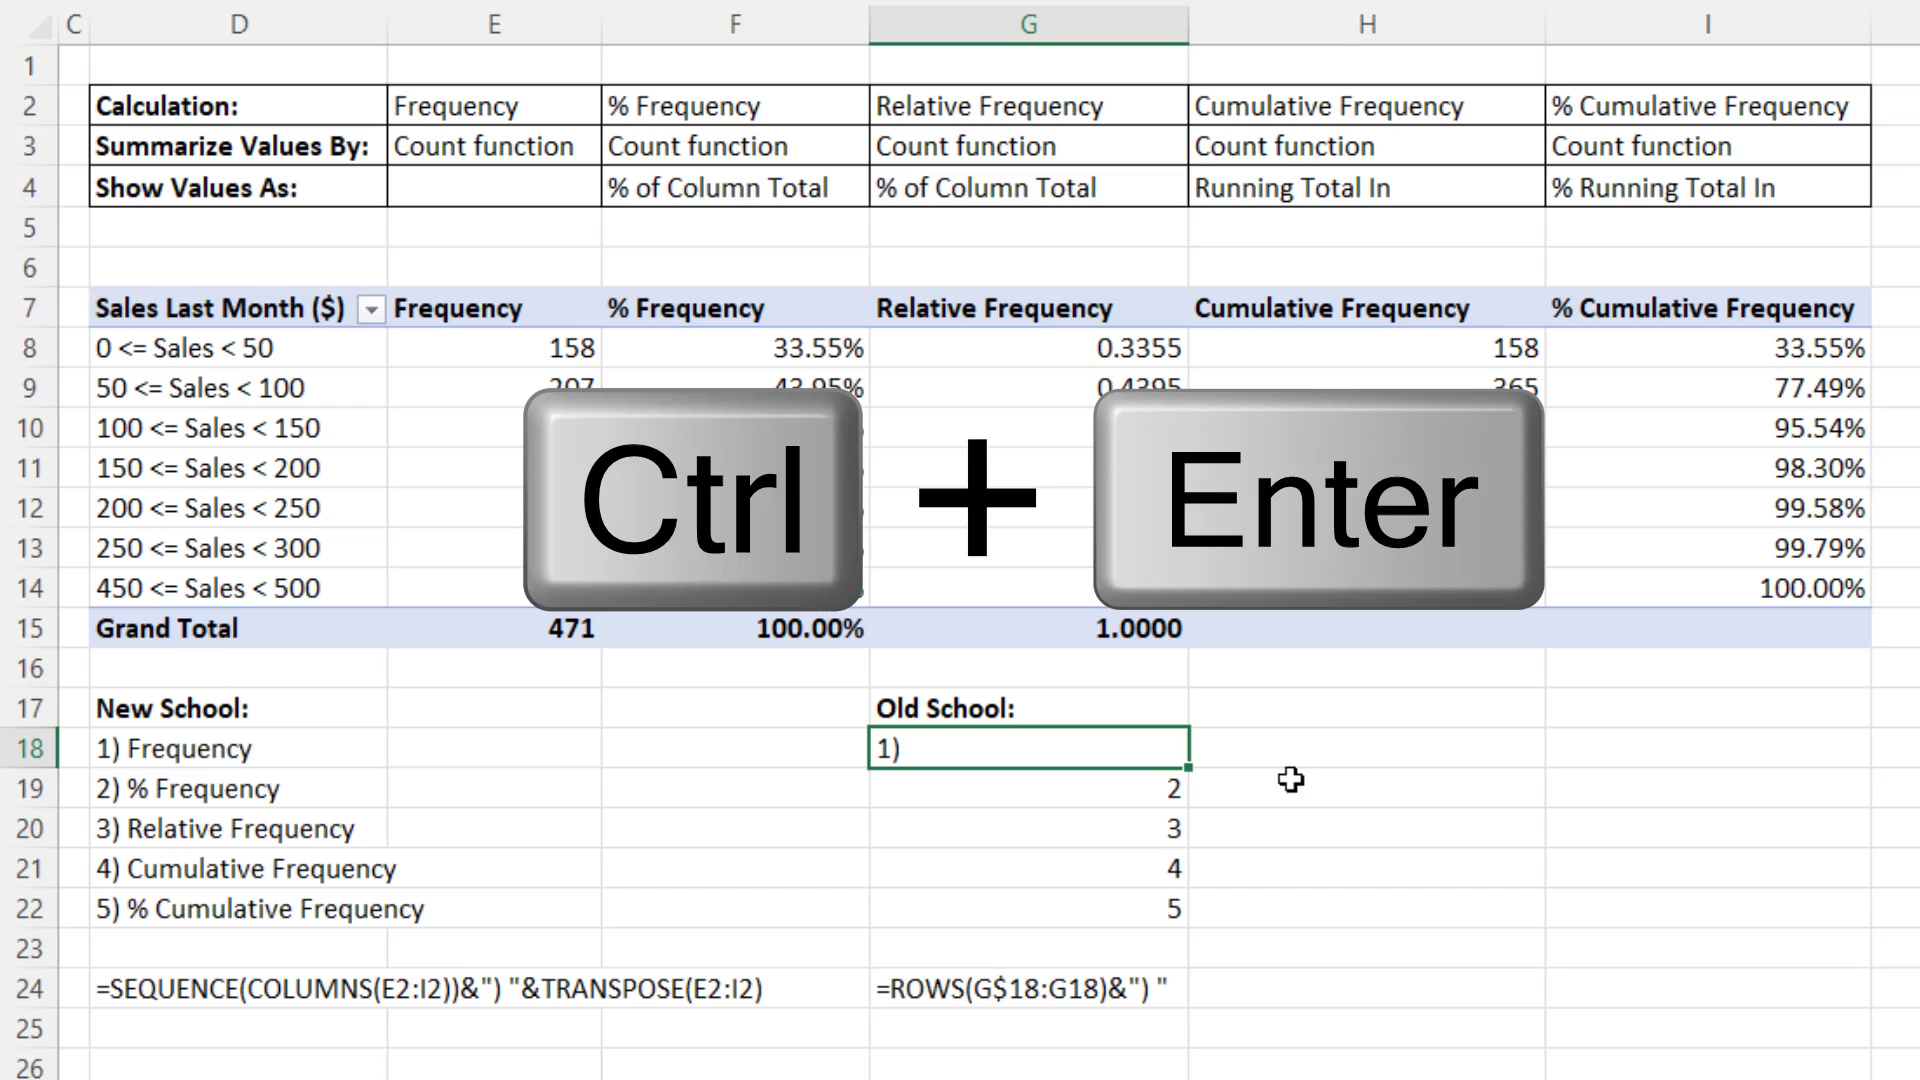 C D E F G H I
1
2 Calculation: Frequency % Frequency Relative Frequency Cumulative Frequency % Cumulative Frequency
3 Summarize Values By: Count function Count function Count function Count function Count function
4 Show Values As: % of Column Total % of Column Total Running Total In % Running Total In
5
6
7 Sales Last Month ($) Frequency % Frequency Relative Frequency Cumulative Frequency % Cumulative Frequency
8 0 <= Sales < 50 158 33.55% 0.3355 158 33.55%
9 50 <= Sales < 100 207 43.95% 0.4395 365 77.49%
10 100 <= Sales < 150 95.54%
11 150 <= Sales < 200 98.30%
12 200 <= Sales < 250 99.58%
13 250 <= Sales < 300 99.79%
14 450 <= Sales < 500 100.00%
Ctrl + Enter
15 Grand Total 471 100.00% 1.0000
16
17 New School: Old School:
18 1) Frequency 1)
19 2) % Frequency 2
20 3) Relative Frequency 3
21 4) Cumulative Frequency 4
22 5) % Cumulative Frequency 5
23
24 =SEQUENCE(COLUMNS(E2:I2))&") "&TRANSPOSE(E2:I2) =ROWS(G$18:G18)&") "
25
26